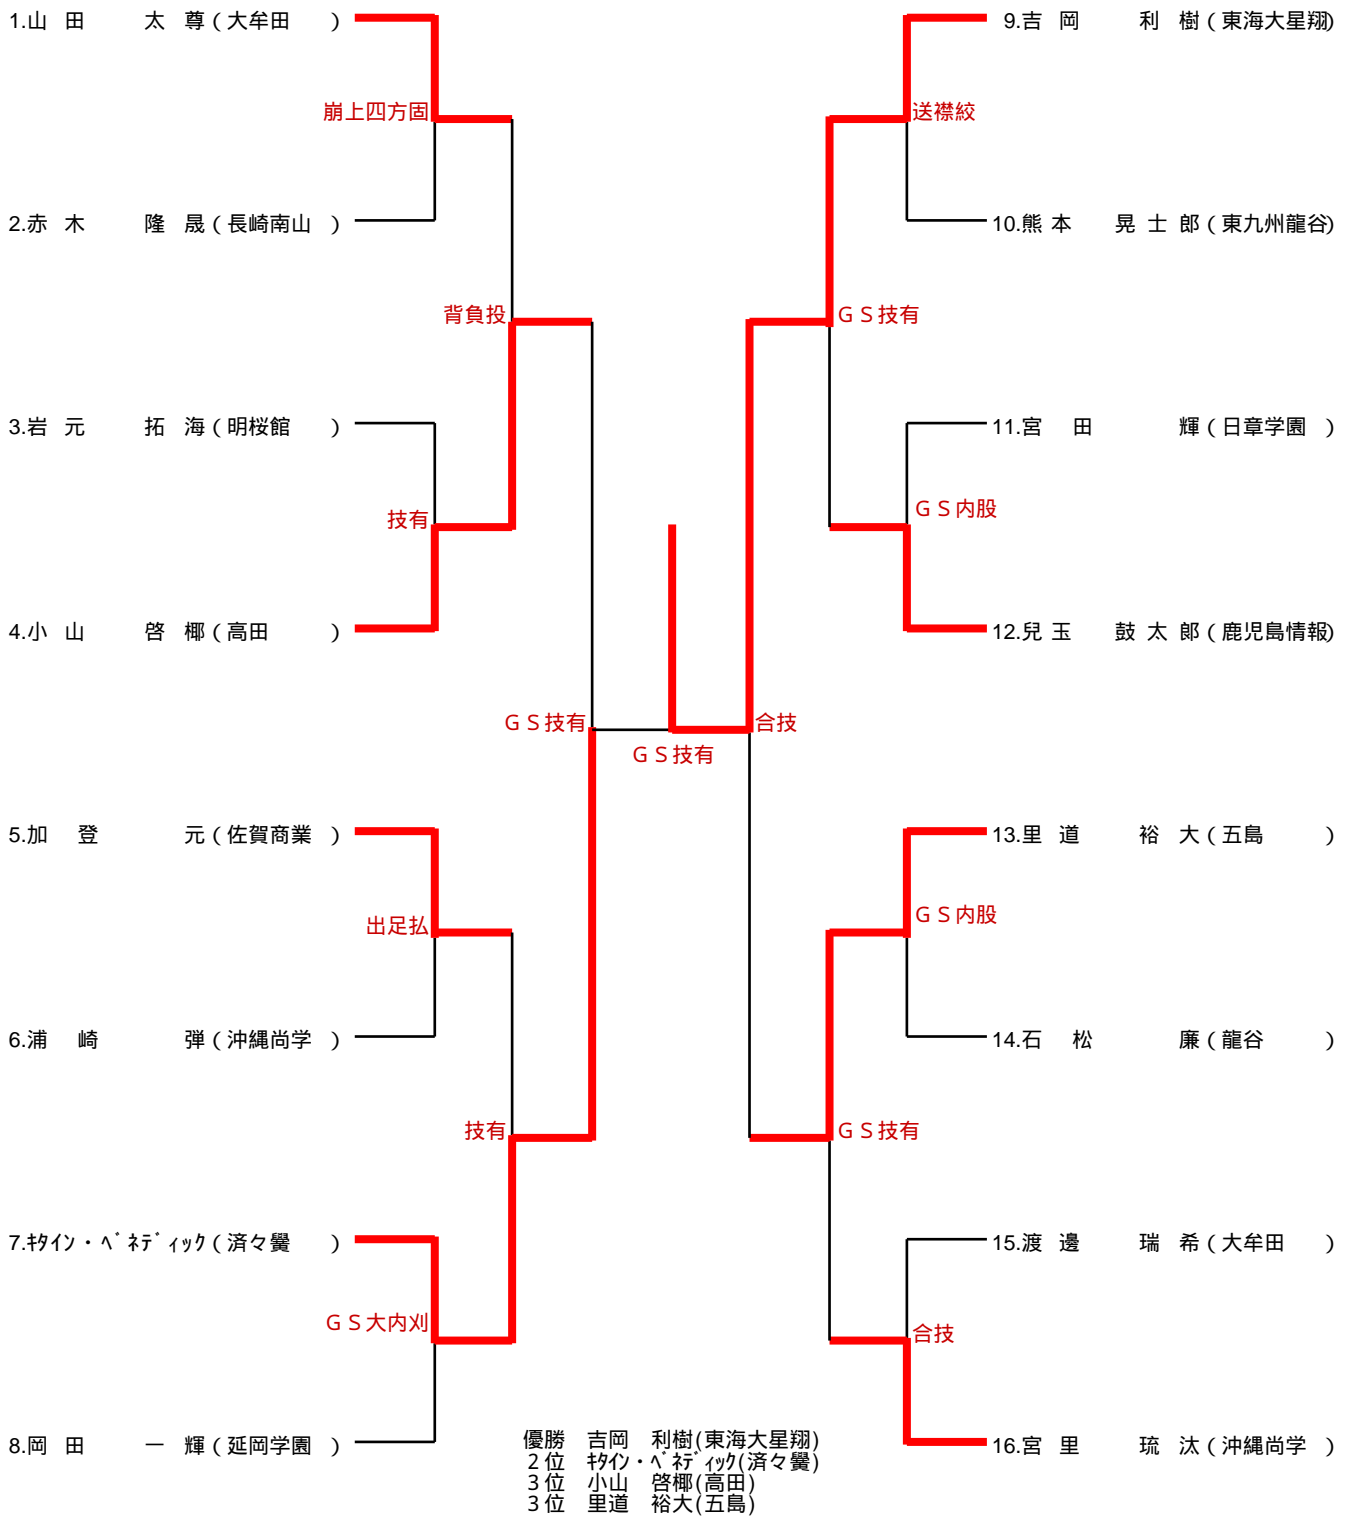 1.山田 太尊(大牟田)
崩上四方固
2.赤木 隆晟(長崎南山)
背負投
3.岩元 拓海(明桜館)
技有
4.小山 啓椰(高田)
GS技有
5.加登 元(佐賀商業)
出足払
6.浦崎 弾(沖縄尚学)
技有
7.ｷﾀｲﾝ・ﾍﾞﾈﾃﾞｨｯｸ(済々黌)
GS大内刈
8.岡田 一輝(延岡学園)
GS技有
9.吉岡 利樹(東海大星翔)
送襟絞
10.熊本 晃士郎(東九州龍谷)
GS技有
11.宮田 輝(日章学園)
GS内股
12.兒玉 鼓太郎(鹿児島情報)
合技
13.里道 裕大(五島)
GS内股
14.石松 廉(龍谷)
GS技有
15.渡邊 瑞希(大牟田)
合技
16.宮里 琉汰(沖縄尚学)
優勝 吉岡 利樹(東海大星翔)
2位 ｷﾀｲﾝ・ﾍﾞﾈﾃﾞｨｯｸ(済々黌)
3位 小山 啓椰(高田)
3位 里道 裕大(五島)